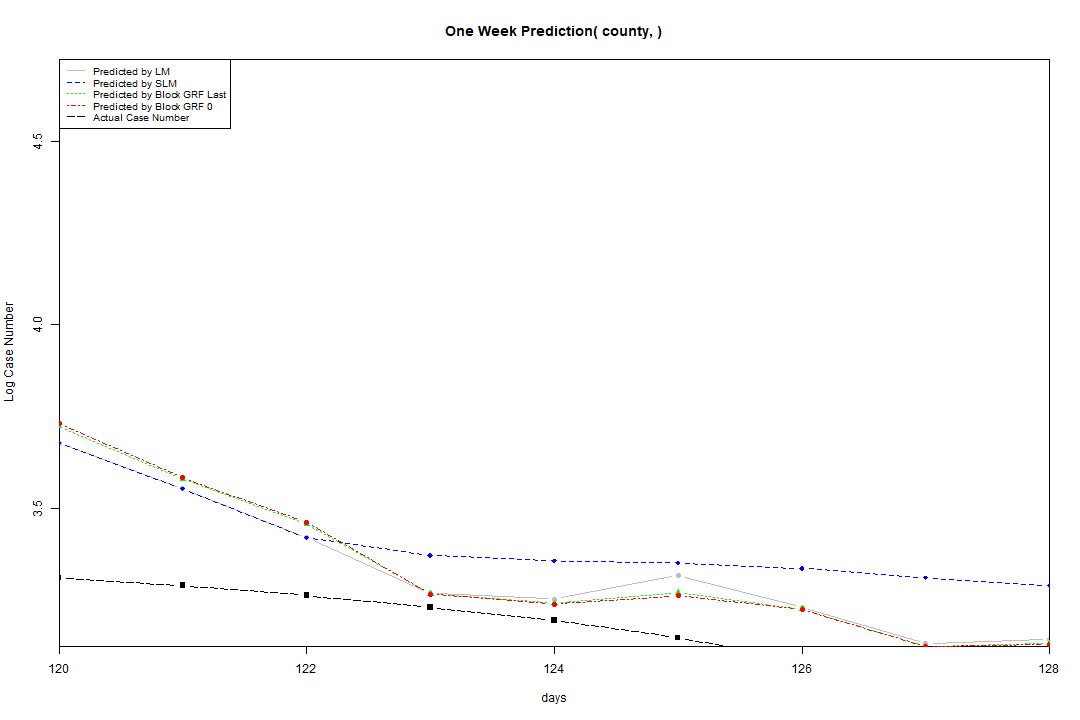 One Week Prediction( county, )
Predicted by LM
Predicted by SLM
Predicted by Block GRF Last
Predicted by Block GRF 0
Actual Case Number
4.5
4.0
3.5
Log Case Number
120
122
124
126
128
days